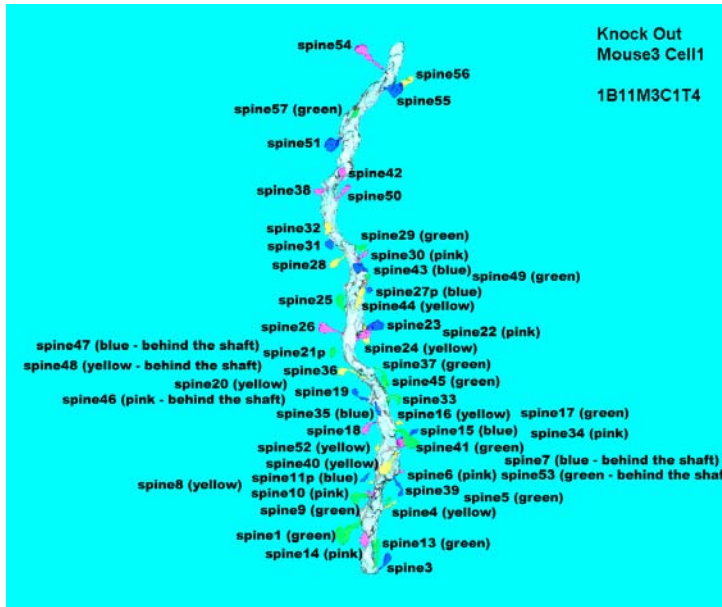 Knock Out
Mouse3 Cell1
1B11M3C1T4
spine54
spine56
spine55
spine57 (green)
spine51
spine42
spine38
spine50
spine32
spine29 (green)
spine31
spine30 (pink)
spine28
spine43 (blue)
spine49 (green)
spine27p (blue)
spine25
spine44 (yellow)
spine26
spine23
spine22 (pink)
spine47 (blue - behind the shaft)
spine21p
spine24 (yellow)
spine48 (yellow - behind the shaft)
spine36
spine37 (green)
spine20 (yellow)
spine45 (green)
spine19
spine46 (pink - behind the shaft)
spine33
spine35 (blue)
spine16 (yellow)
spine17 (green)
spine18
spine15 (blue)
spine34 (pink)
spine52 (yellow)
spine41 (green)
spine7 (blue - behind the shaft)
spine40 (yellow)
spine11p (blue)
spine6 (pink)
spine53 (green - behind the shaf
spine8 (yellow)
spine10 (pink)
spine39
spine5 (green)
spine9 (green)
spine4 (yellow)
spine1 (green)
spine13 (green)
spine14 (pink)
spine3